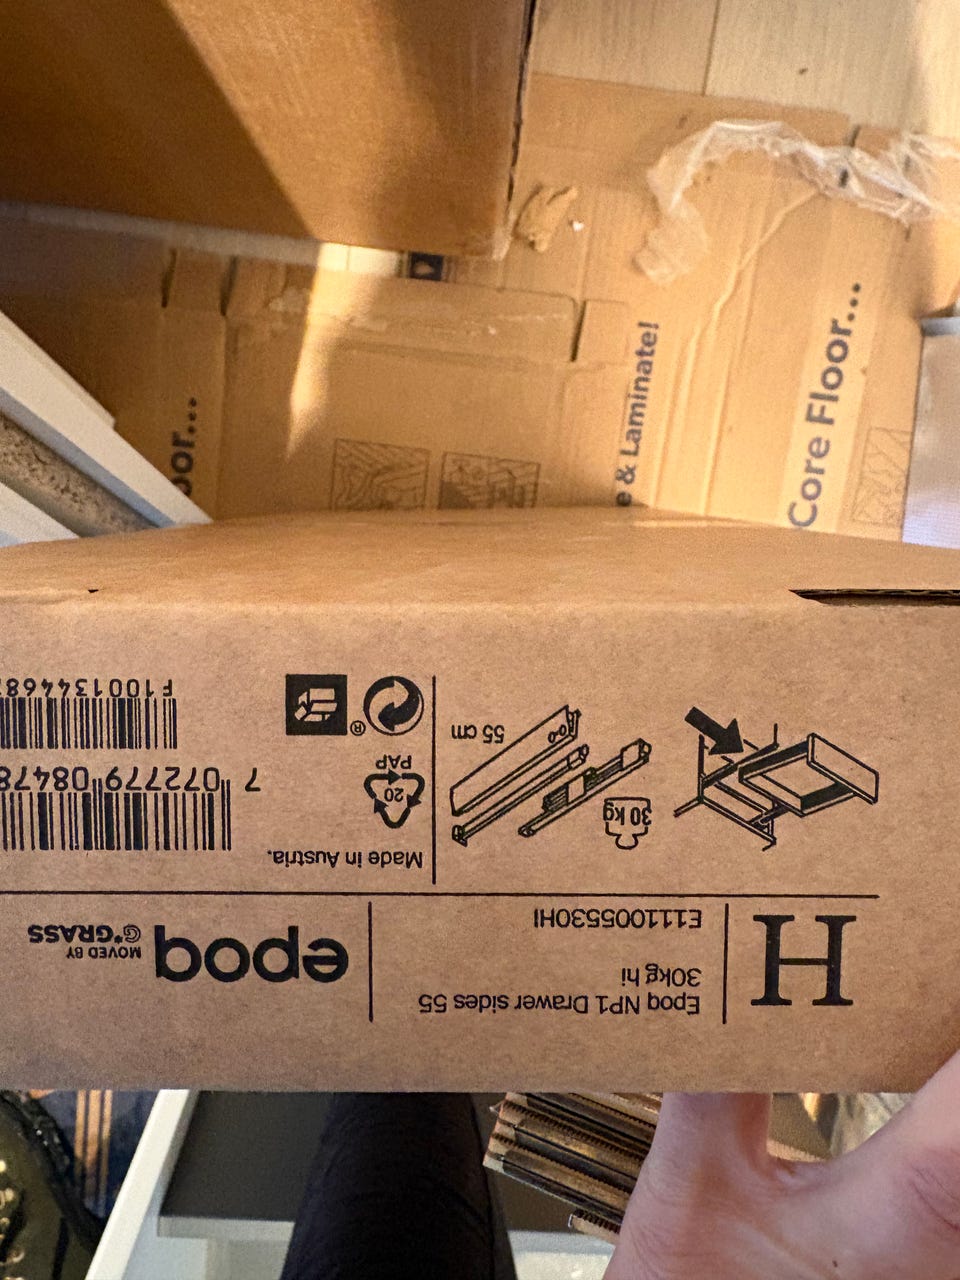 H
Epoq NP1 Drawer sides 55
30kg hi
E111005530HI
epoq
MOVED BY
GRASS
30 kg
55 cm
Made in Austria.
20
PAP
®
7 072779 08478
F100134468
oor...
e & Laminate!
Core Floor...